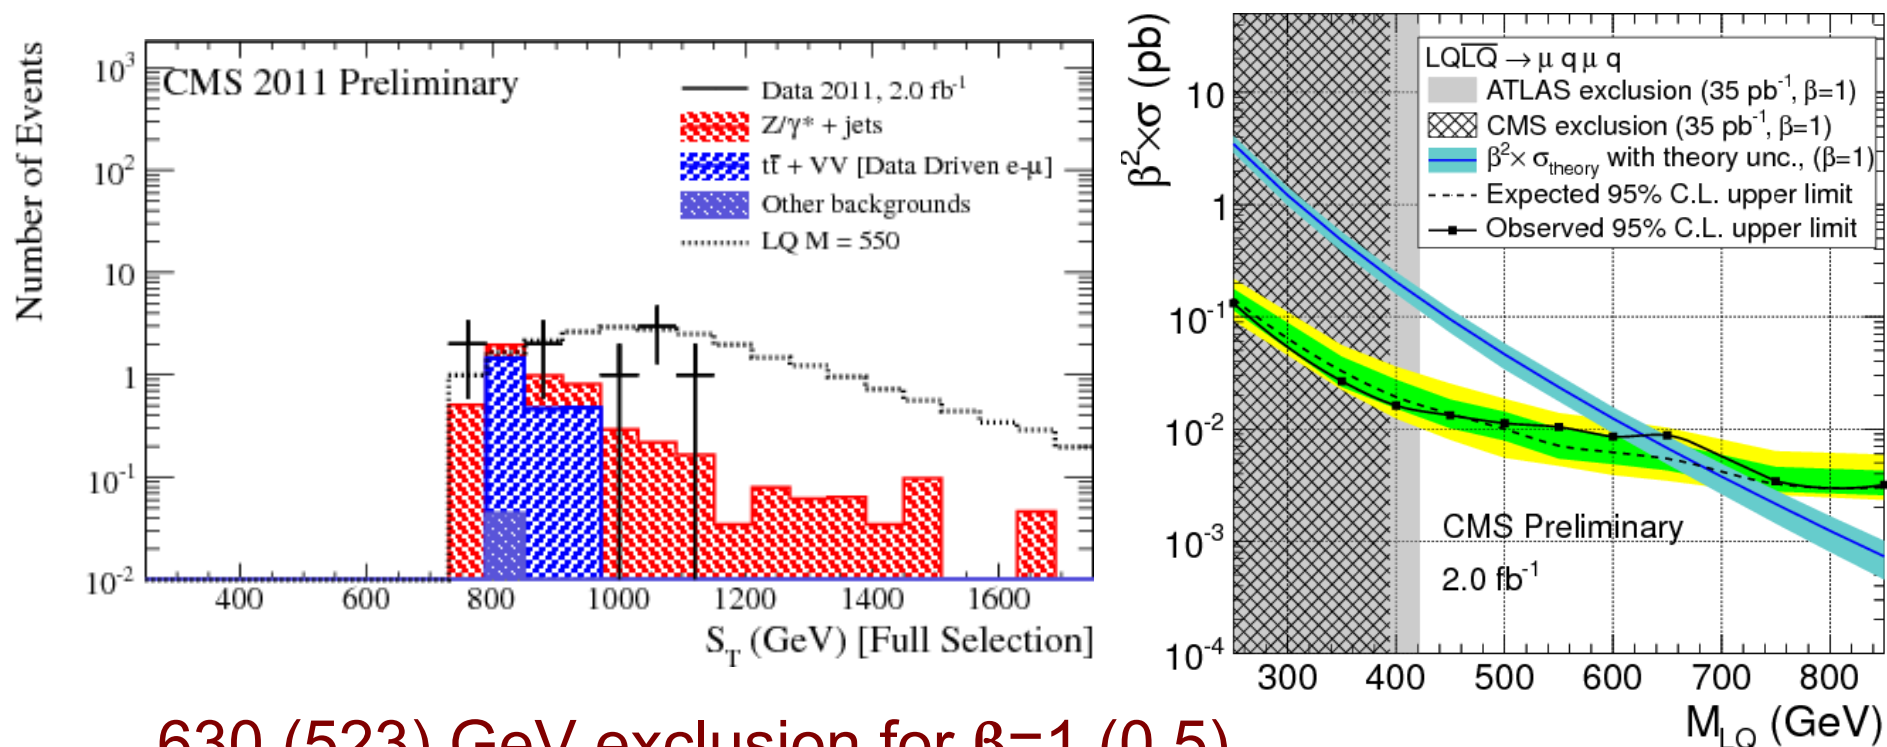 Number of Events
10³
10²
10
1
10⁻¹
10⁻²
CMS 2011 Preliminary
Data 2011, 2.0 fb⁻¹
Z/γ* + jets
tt̄ + VV [Data Driven e-μ]
Other backgrounds
LQ M = 550
400 600 800 1000 1200 1400 1600
S_T (GeV) [Full Selection]
β²×σ (pb)
10
1
10⁻¹
10⁻²
10⁻³
10⁻⁴
LQL̅Q̅ → μ q μ q
ATLAS exclusion (35 pb⁻¹, β=1)
CMS exclusion (35 pb⁻¹, β=1)
β²× σ_theory with theory unc., (β=1)
Expected 95% C.L. upper limit
Observed 95% C.L. upper limit
CMS Preliminary
2.0 fb⁻¹
300 400 500 600 700 800
M_LQ (GeV)
630 (523) GeV exclusion for β=1 (0.5)